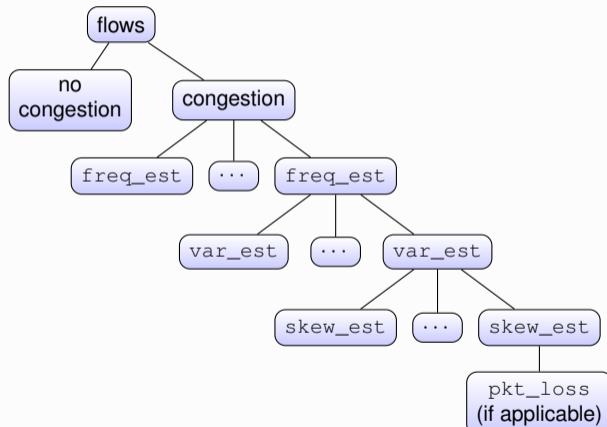 flows
no
congestion
congestion
freq_est
···
freq_est
var_est
···
var_est
skew_est
···
skew_est
pkt_loss
(if applicable)